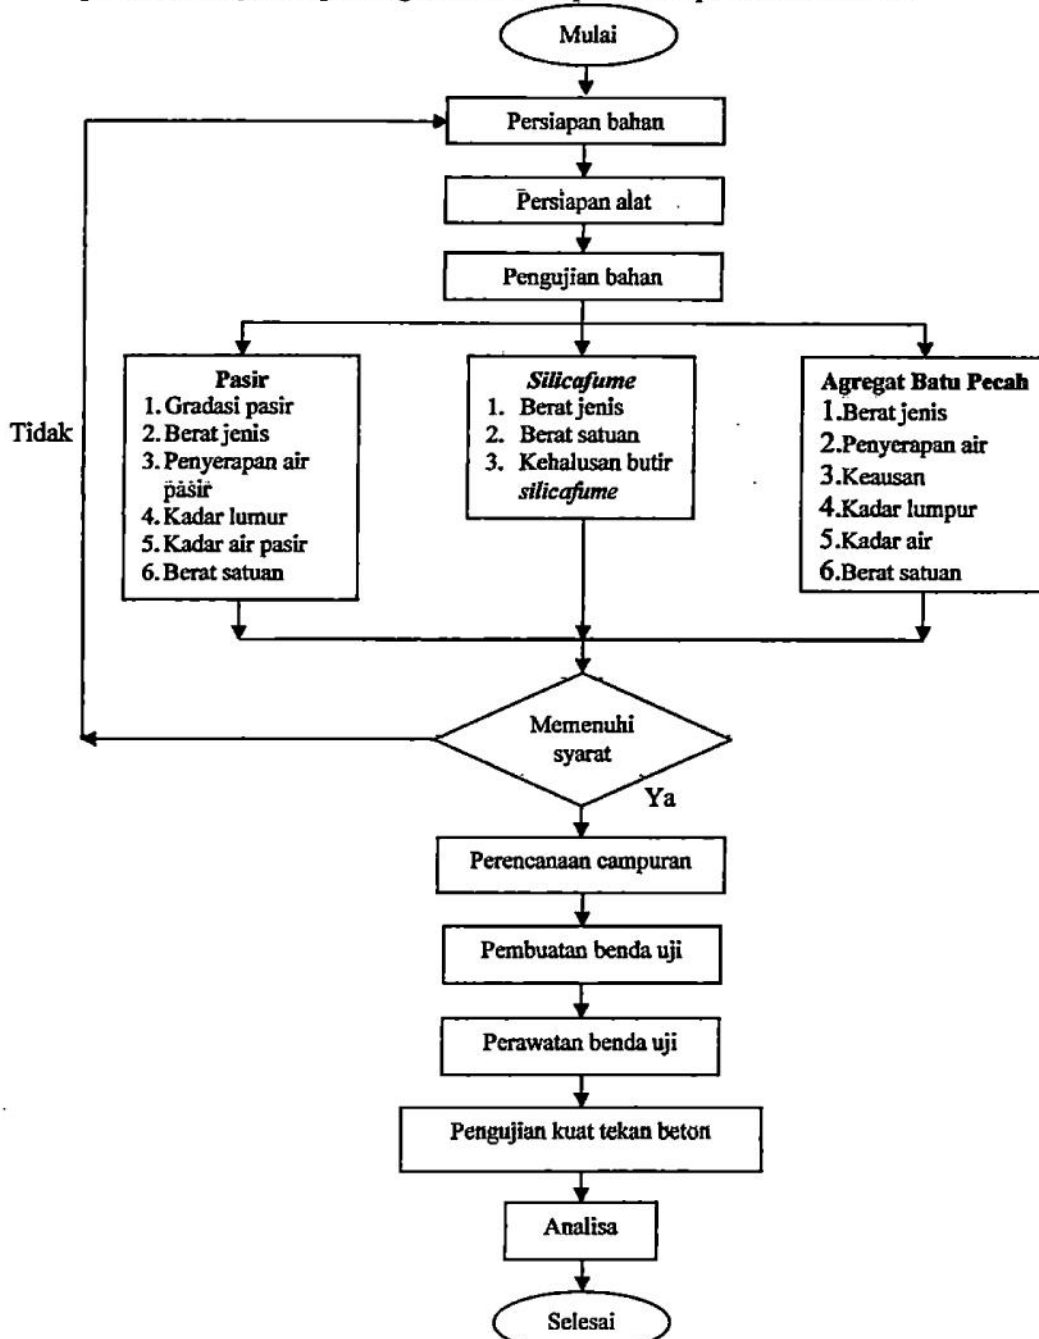 Mulai
Persiapan bahan
Persiapan alat
Pengujian bahan
Pasir
1. Gradasi pasir
2. Berat jenis
3. Penyerapan air
pasir
4. Kadar lumur
5. Kadar air pasir
6. Berat satuan
Silicafume
1. Berat jenis
2. Berat satuan
3. Kehalusan butir
silicafume
Agregat Batu Pecah
1.Berat jenis
2.Penyerapan air
3.Keausan
4.Kadar lumpur
5.Kadar air
6.Berat satuan
Tidak
Memenuhi
syarat
Ya
Perencanaan campuran
Pembuatan benda uji
Perawatan benda uji
Pengujian kuat tekan beton
Analisa
Selesai